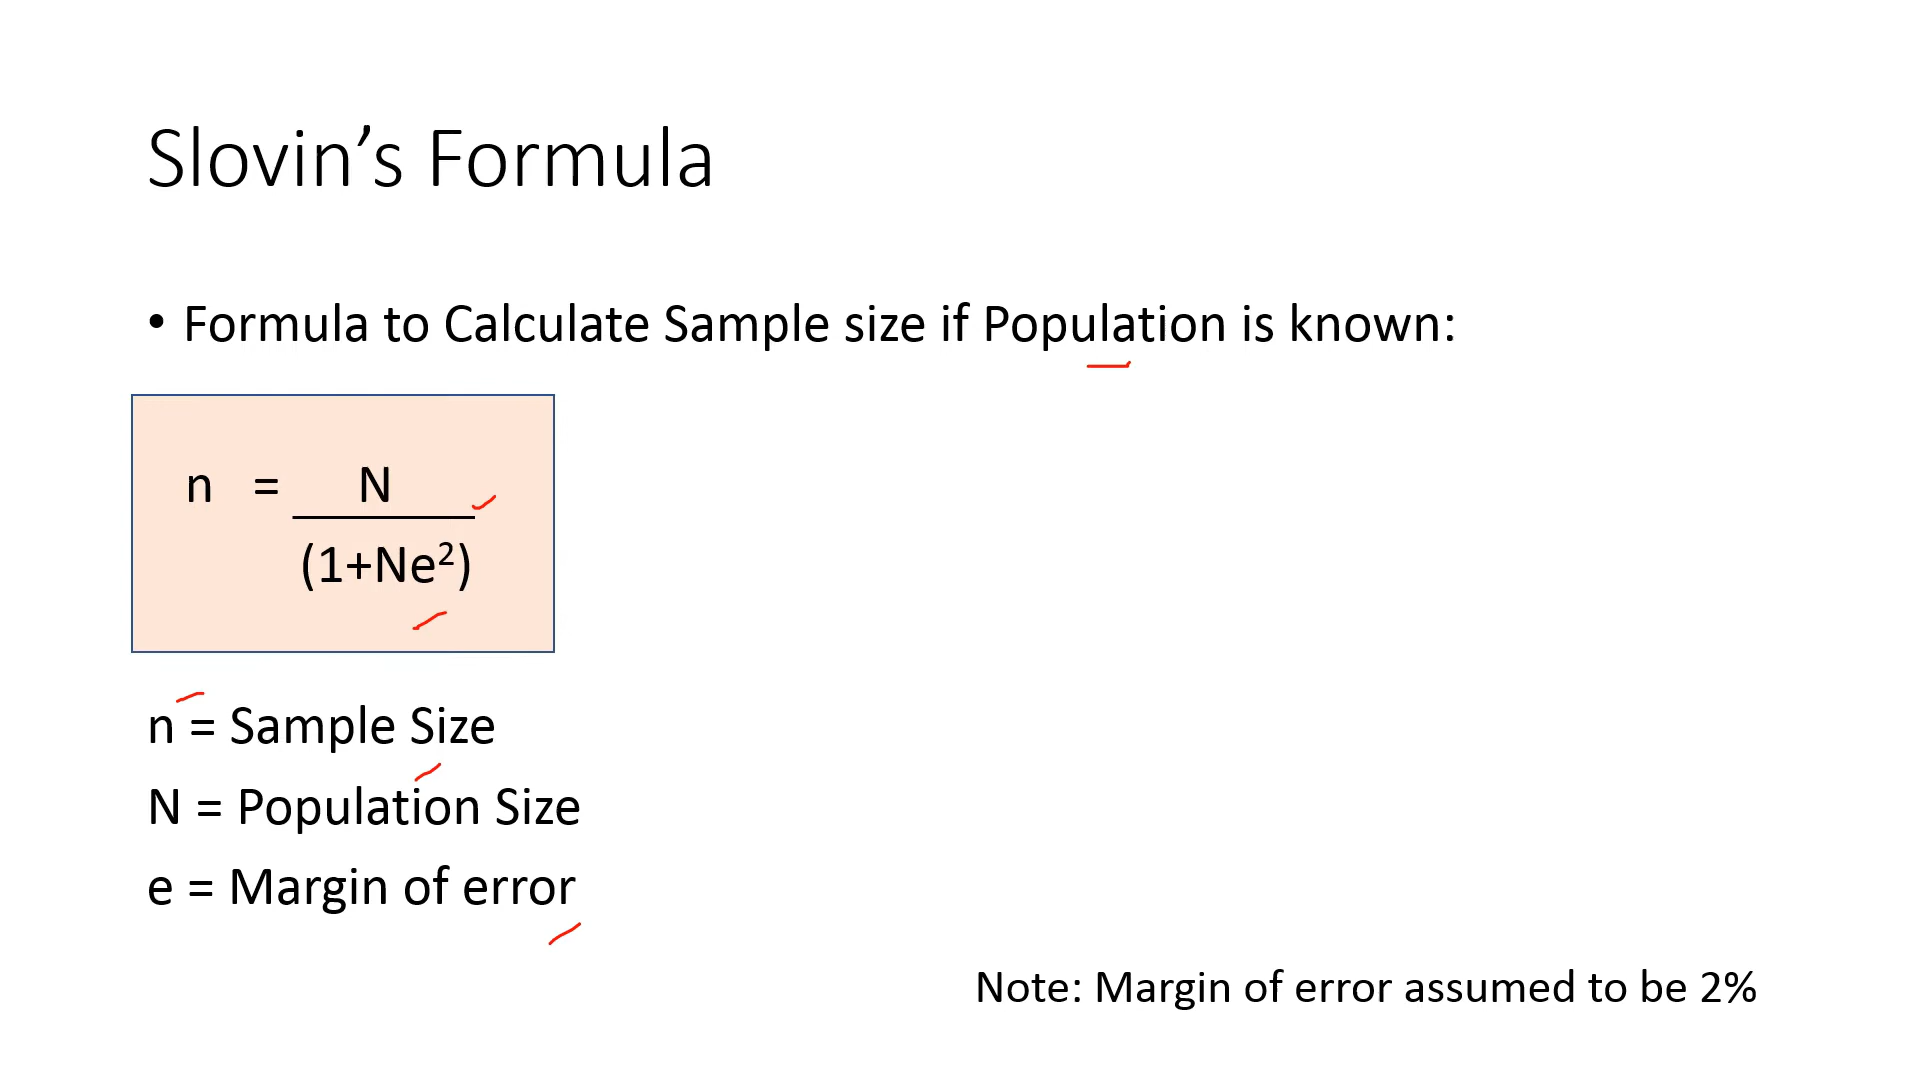 Slovin’s Formula
• Formula to Calculate Sample size if Population is known:
n = N
(1+Ne²)
n = Sample Size
N = Population Size
e = Margin of error
Note: Margin of error assumed to be 2%